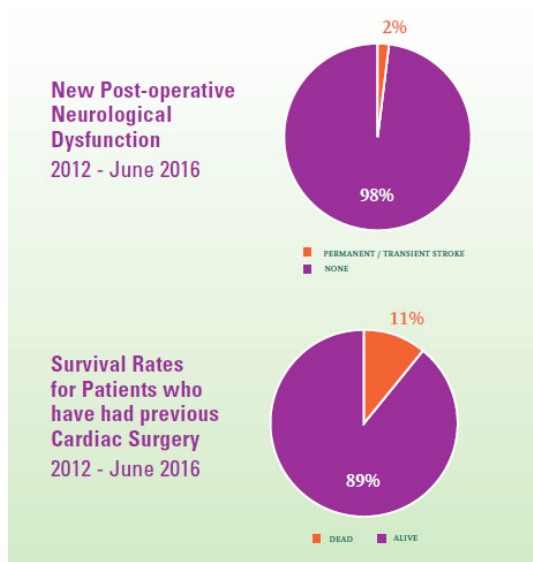 New Post-operative
Neurological
Dysfunction
2012 - June 2016
2%
98%
PERMANENT / TRANSIENT STROKE
NONE
Survival Rates
for Patients who
have had previous
Cardiac Surgery
2012 - June 2016
11%
89%
DEAD
ALIVE